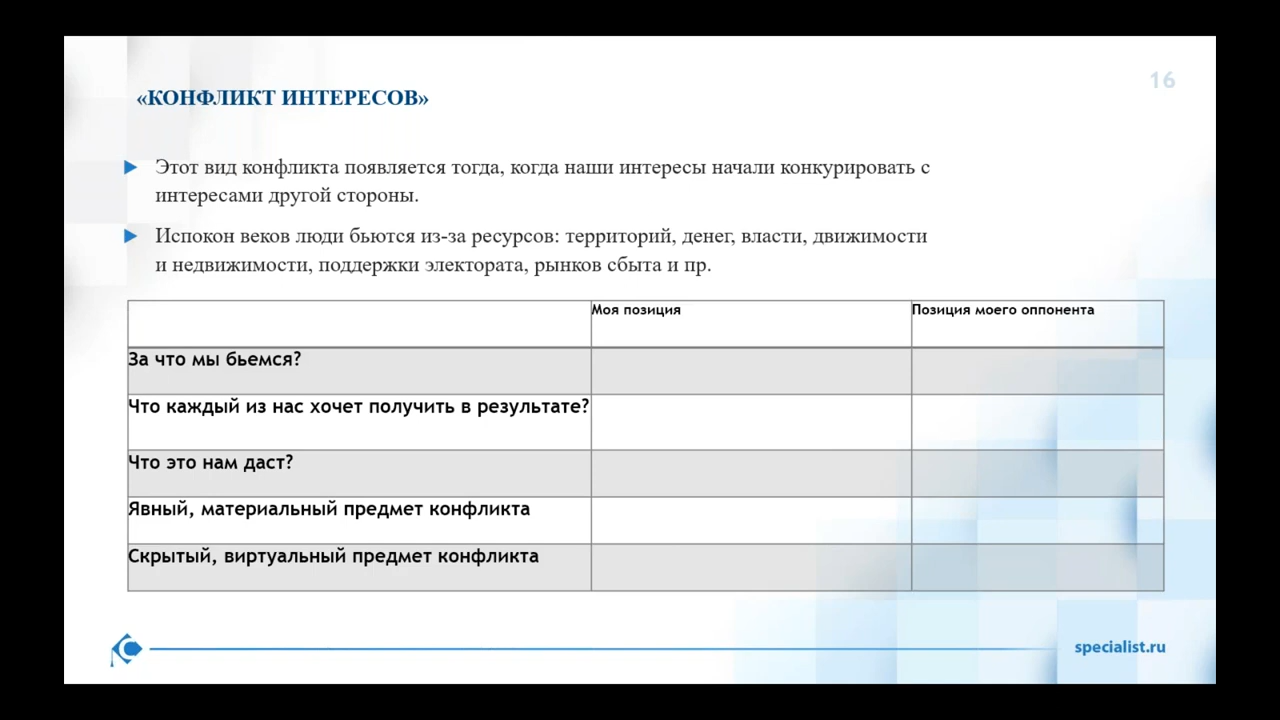 16
«КОНФЛИКТ ИНТЕРЕСОВ»
Этот вид конфликта появляется тогда, когда наши интересы начали конкурировать с
интересами другой стороны.
Испокон веков люди бьются из-за ресурсов: территорий, денег, власти, движимости
и недвижимости, поддержки электората, рынков сбыта и пр.
Моя позиция
Позиция моего оппонента
За что мы бьемся?
Что каждый из нас хочет получить в результате?
Что это нам даст?
Явный, материальный предмет конфликта
Скрытый, виртуальный предмет конфликта
specialist.ru